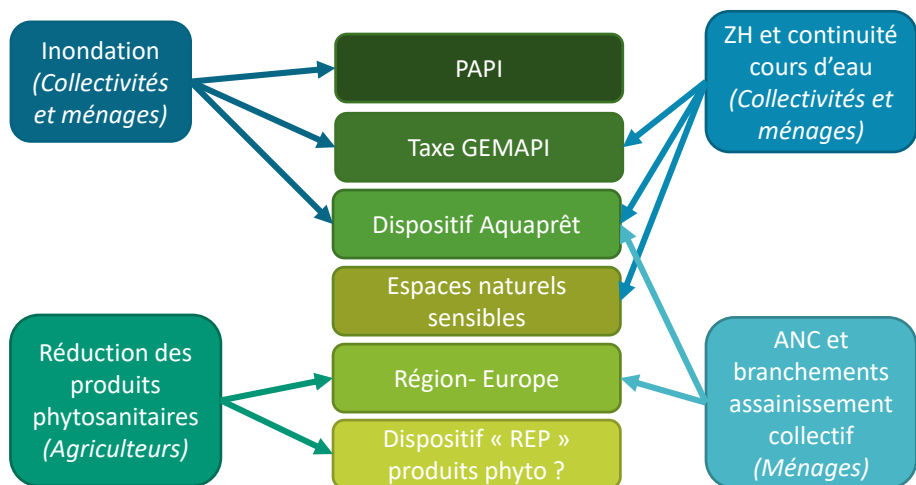 Inondation
(Collectivités
et ménages)
PAPI
Taxe GEMAPI
Dispositif Aquaprêt
Espaces naturels
sensibles
Région- Europe
Dispositif « REP »
produits phyto ?
ZH et continuité
cours d'eau
(Collectivités et
ménages)
Réduction des
produits
phytosanitaires
(Agriculteurs)
ANC et
branchements
assainissement
collectif
(Ménages)